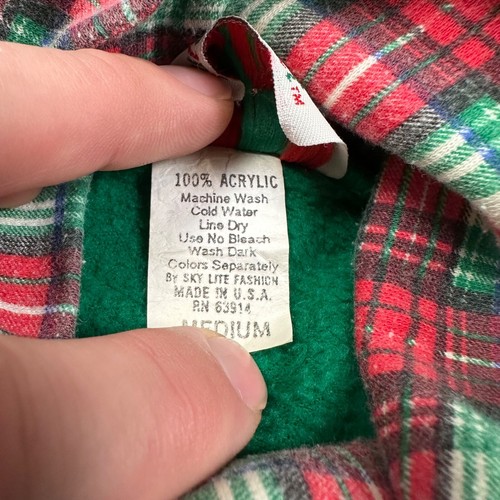 TM
100% ACRYLIC
Machine Wash
Cold Water
Line Dry
Use No Bleach
Wash Dark
Colors Separately
By SKY LITE FASHION
MADE IN U.S.A.
RN 63914
MEDIUM